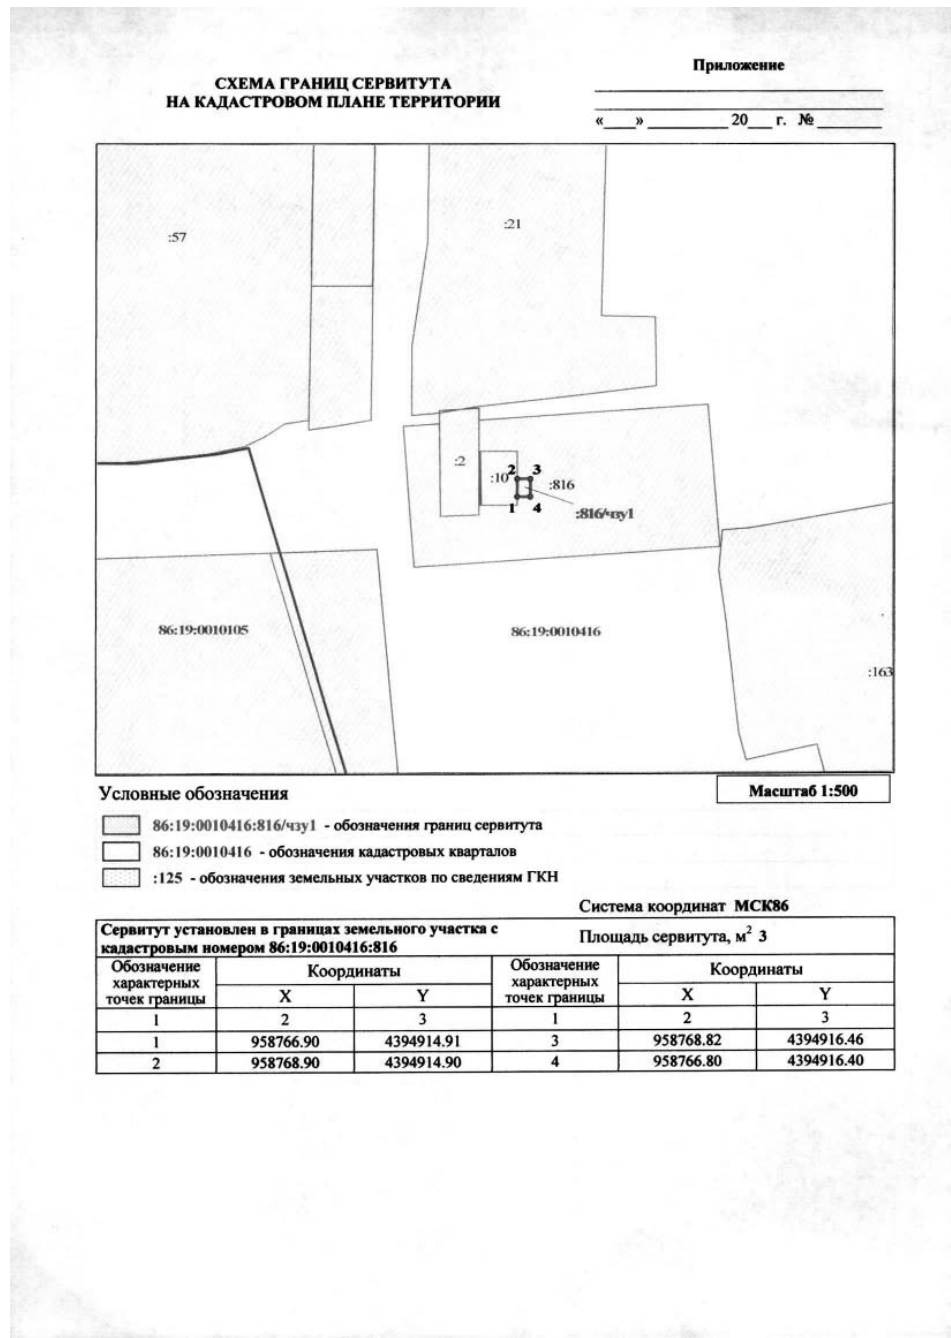 Приложение
СХЕМА ГРАНИЦ СЕРВИТУТА
НА КАДАСТРОВОМ ПЛАНЕ ТЕРРИТОРИИ
«____» __________ 20___ г. № ________
:57
:21
:2
:10
2 3
:816
1 4
:816/чзу1
86:19:0010105
86:19:0010416
:163
Условные обозначения
Масштаб 1:500
86:19:0010416:816/чзу1 - обозначения границ сервитута
86:19:0010416 - обозначения кадастровых кварталов
:125 - обозначения земельных участков по сведениям ГКН
Система координат МСК86
Сервитут установлен в границах земельного участка с
кадастровым номером 86:19:0010416:816
Площадь сервитута, м² 3
Обозначение характерных точек границы Координаты Обозначение характерных точек границы Координаты
X Y X Y
1 2 3 1 2 3
1 958766.90 4394914.91 3 958768.82 4394916.46
2 958768.90 4394914.90 4 958766.80 4394916.40